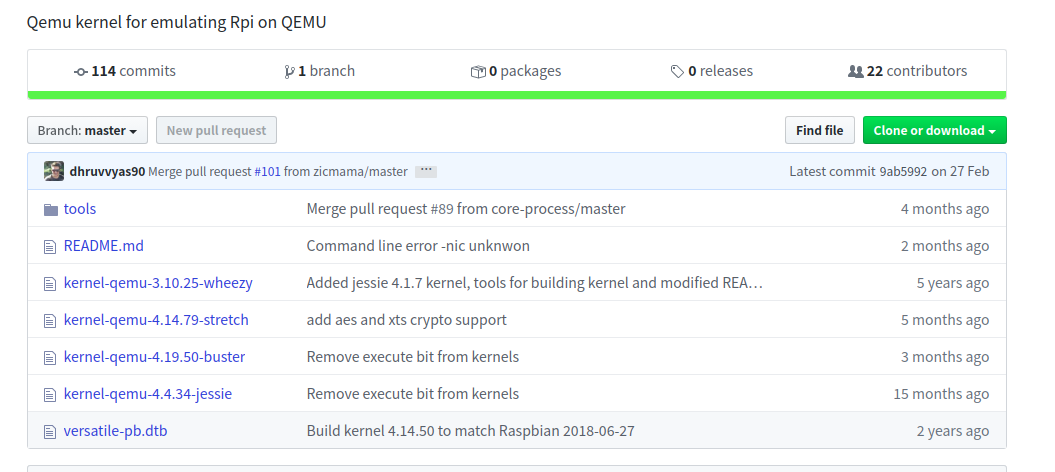 Qemu kernel for emulating Rpi on QEMU
114 commits 1 branch 0 packages 0 releases 22 contributors
Branch: master New pull request Find file Clone or download
dhruvvyas90 Merge pull request #101 from zicmama/master ... Latest commit 9ab5992 on 27 Feb
tools Merge pull request #89 from core-process/master 4 months ago
README.md Command line error -nic unknwon 2 months ago
kernel-qemu-3.10.25-wheezy Added jessie 4.1.7 kernel, tools for building kernel and modified REA… 5 years ago
kernel-qemu-4.14.79-stretch add aes and xts crypto support 5 months ago
kernel-qemu-4.19.50-buster Remove execute bit from kernels 3 months ago
kernel-qemu-4.4.34-jessie Remove execute bit from kernels 15 months ago
versatile-pb.dtb Build kernel 4.14.50 to match Raspbian 2018-06-27 2 years ago